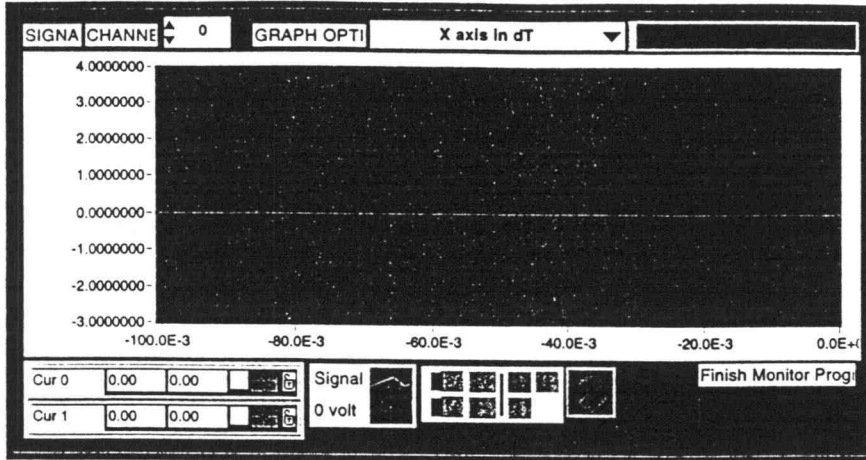 SIGNA CHANNE 0 GRAPH OPTI X axis in dT
4.0000000
3.0000000
2.0000000
1.0000000
0.0000000
-1.0000000
-2.0000000
-3.0000000
-100.0E-3 -80.0E-3 -60.0E-3 -40.0E-3 -20.0E-3 0.0E+
Cur 0 0.00 0.00
Cur 1 0.00 0.00
Signal
0 volt
Finish Monitor Progr